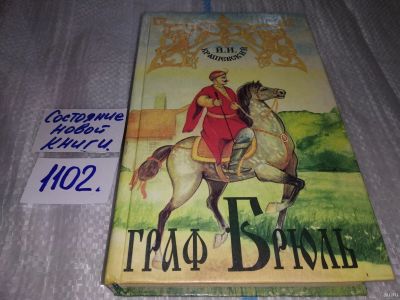 Состояние
новой
книги.
1102.
Й.И.
КРАШЕВСКИЙ
ГРАФ БРЮЛЬ